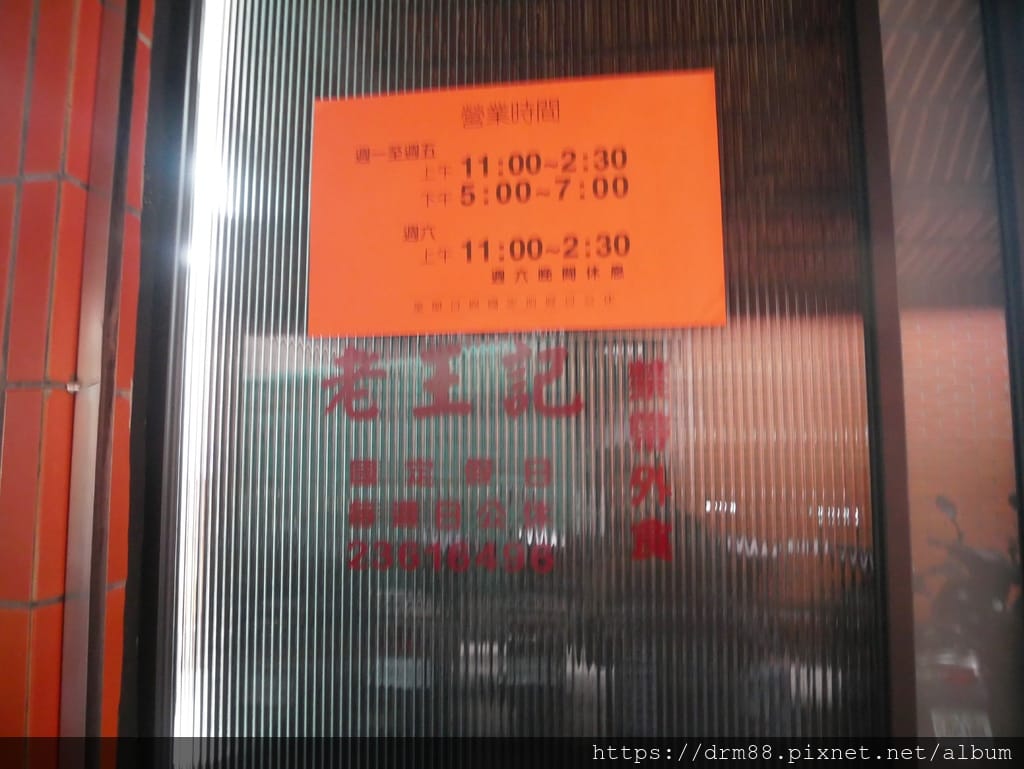 營業時間
週一至週五
上午 11:00~2:30
下午 5:00~7:00
週六
上午 11:00~2:30
週六晚間休息
老王記
禁帶外食
國定假日
每週日公休
23616496
https://drm88.pixnet.net/album